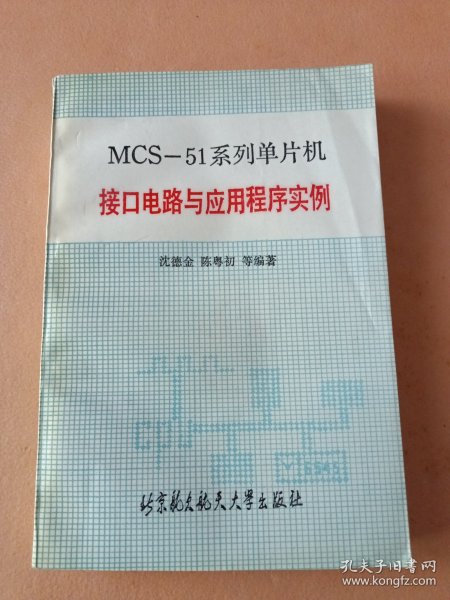 MCS-51系列单片机
接口电路与应用程序实例
沈德金 陈粤初 等编著
北京航空航天大学出版社
孔夫子旧书网
www.kongfz.com